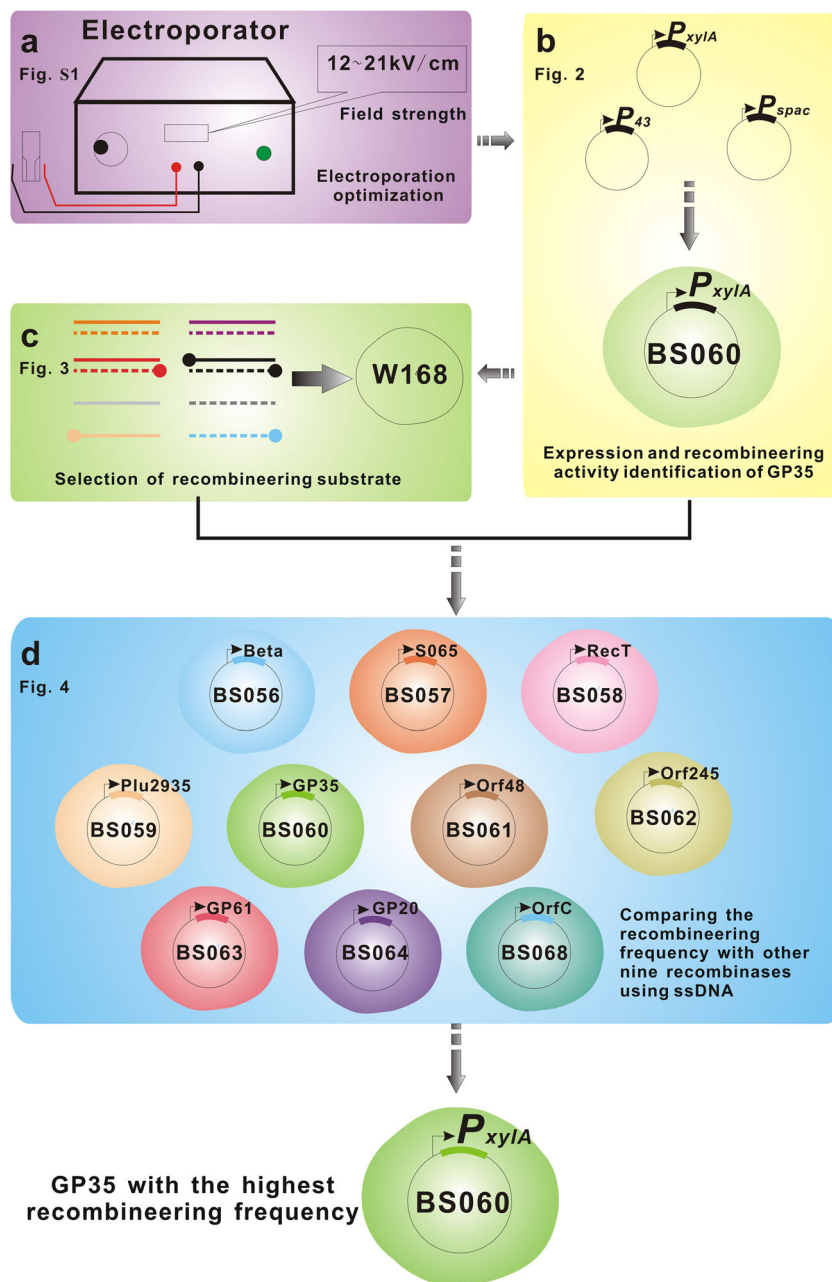 a
Fig. S1
Electroporator
12~21kV/cm
Field strength
Electroporation
optimization
b
Fig. 2
PxylA
P43
Pspac
PxylA
BS060
Expression and recombineering
activity identification of GP35
c
Fig. 3
W168
Selection of recombineering substrate
d
Fig. 4
Beta
BS056
S065
BS057
RecT
BS058
Plu2935
BS059
GP35
BS060
Orf48
BS061
Orf245
BS062
GP61
BS063
GP20
BS064
OrfC
BS068
Comparing the
recombineering
frequency with other
nine recombinases
using ssDNA
GP35 with the highest
recombineering frequency
PxylA
BS060